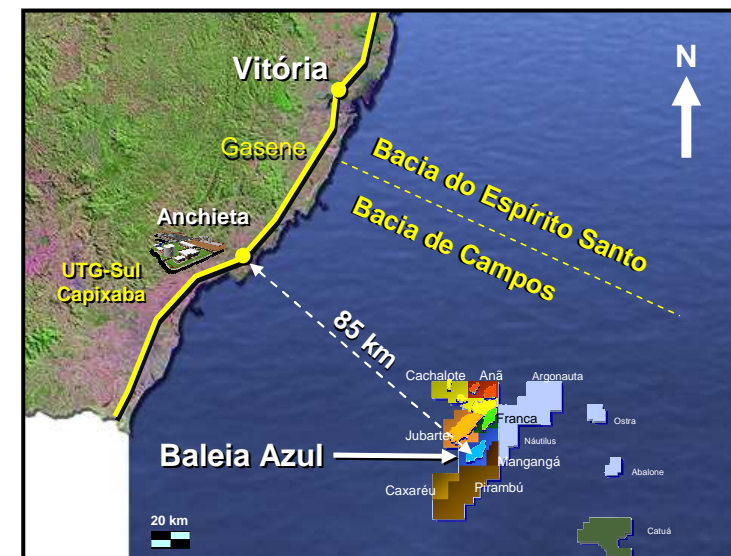 Vitória
N
Gasene
Bacia do Espírito Santo
Bacia de Campos
Anchieta
UTG-Sul
Capixaba
85 km
Cachalote
Anã
Argonauta
Franca
Ostra
Jubarte
Náutilus
Baleia Azul
Mangangá
Abalone
Caxaréu
Pirambú
20 km
Catuá